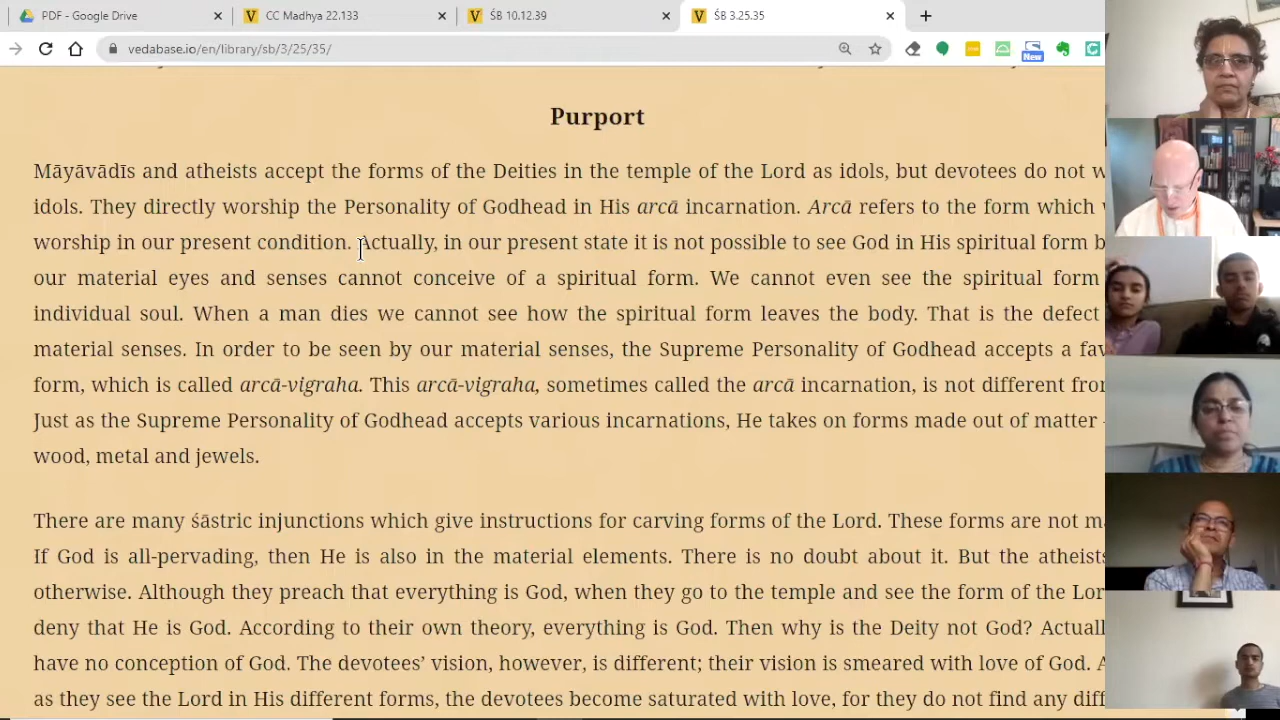 PDF - Google Drive
CC Madhya 22.133
ŚB 10.12.39
ŚB 3.25.35
vedabase.io/en/library/sb/3/25/35/
New
Purport
Māyāvādīs and atheists accept the forms of the Deities in the temple of the Lord as idols, but devotees do not
idols. They directly worship the Personality of Godhead in His arcā incarnation. Arcā refers to the form which
worship in our present condition. Actually, in our present state it is not possible to see God in His spiritual form
our material eyes and senses cannot conceive of a spiritual form. We cannot even see the spiritual form
individual soul. When a man dies we cannot see how the spiritual form leaves the body. That is the defect
material senses. In order to be seen by our material senses, the Supreme Personality of Godhead accepts a
form, which is called arcā-vigraha. This arcā-vigraha, sometimes called the arcā incarnation, is not different
Just as the Supreme Personality of Godhead accepts various incarnations, He takes on forms made out of matter
wood, metal and jewels.
There are many śāstric injunctions which give instructions for carving forms of the Lord. These forms are not
If God is all-pervading, then He is also in the material elements. There is no doubt about it. But the atheists
otherwise. Although they preach that everything is God, when they go to the temple and see the form of the
deny that He is God. According to their own theory, everything is God. Then why is the Deity not God?
have no conception of God. The devotees’ vision, however, is different; their vision is smeared with love of God.
as they see the Lord in His different forms, the devotees become saturated with love, for they do not find any